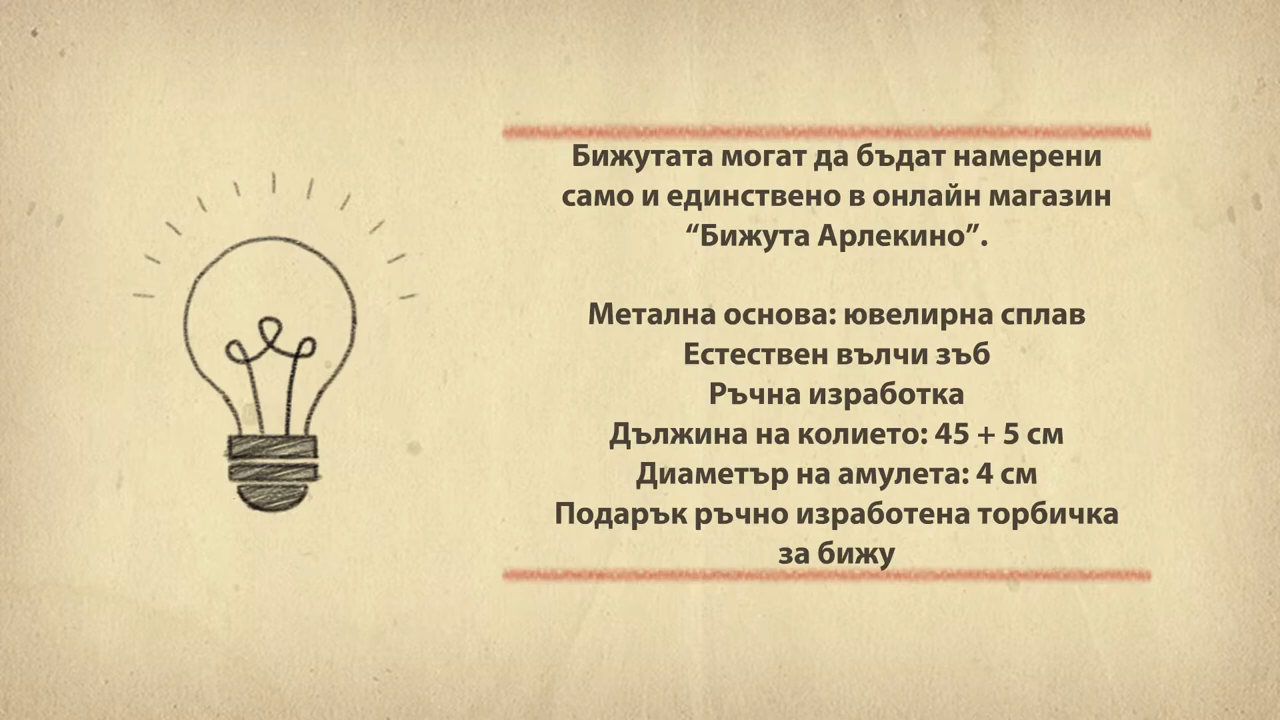 Бижутата могат да бъдат намерени
само и единствено в онлайн магазин
“Бижута Арлекино”.
Метална основа: ювелирна сплав
Естествен вълчи зъб
Ръчна изработка
Дължина на колието: 45 + 5 см
Диаметър на амулета: 4 см
Подарък ръчно изработена торбичка
за бижу